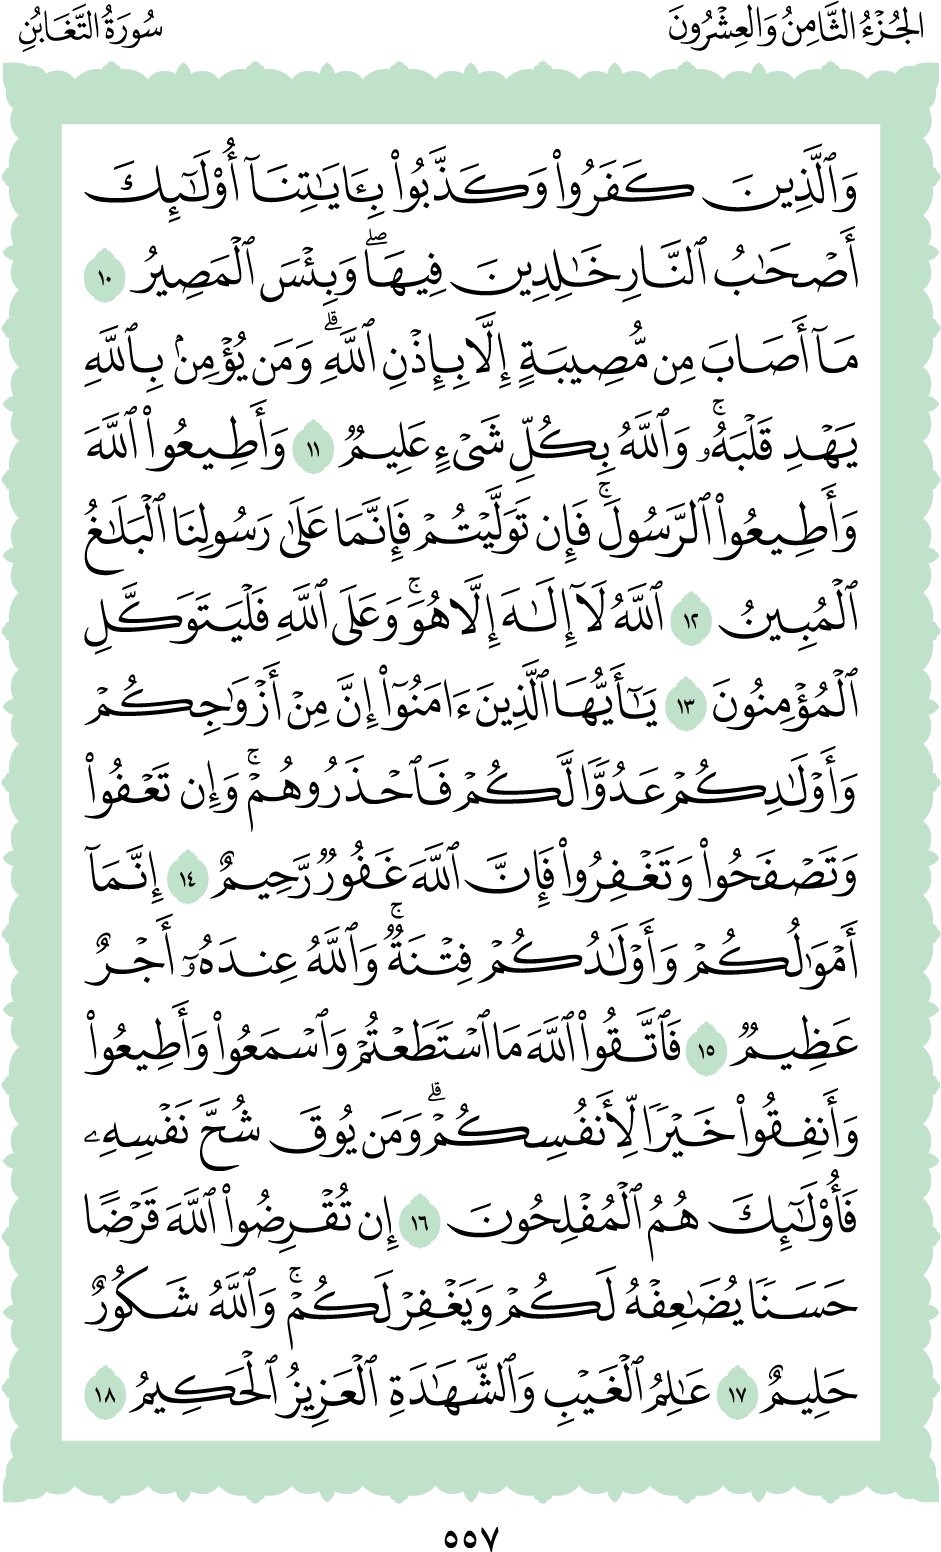 الجُزْءُ الثَّامِنُ وَالعِشْرُونَ
سُورَةُ التَّغَابُنِ
وَٱلَّذِينَ كَفَرُوا۟ وَكَذَّبُوا۟ بِـَٔايَـٰتِنَآ أُو۟لَـٰٓئِكَ
أَصْحَـٰبُ ٱلنَّارِ خَـٰلِدِينَ فِيهَا ۖ وَبِئْسَ ٱلْمَصِيرُ ١٠
مَآ أَصَابَ مِن مُّصِيبَةٍ إِلَّا بِإِذْنِ ٱللَّهِ ۗ وَمَن يُؤْمِنۢ بِٱللَّهِ
يَهْدِ قَلْبَهُۥ ۚ وَٱللَّهُ بِكُلِّ شَىْءٍ عَلِيمٌ ١١ وَأَطِيعُوا۟ ٱللَّهَ
وَأَطِيعُوا۟ ٱلرَّسُولَ ۚ فَإِن تَوَلَّيْتُمْ فَإِنَّمَا عَلَىٰ رَسُولِنَا ٱلْبَلَـٰغُ
ٱلْمُبِينُ ١٢ ٱللَّهُ لَآ إِلَـٰهَ إِلَّا هُوَ ۚ وَعَلَى ٱللَّهِ فَلْيَتَوَكَّلِ
ٱلْمُؤْمِنُونَ ١٣ يَـٰٓأَيُّهَا ٱلَّذِينَ ءَامَنُوٓا۟ إِنَّ مِنْ أَزْوَٰجِكُمْ
وَأَوْلَـٰدِكُمْ عَدُوًّا لَّكُمْ فَٱحْذَرُوهُمْ ۚ وَإِن تَعْفُوا۟
وَتَصْفَحُوا۟ وَتَغْفِرُوا۟ فَإِنَّ ٱللَّهَ غَفُورٌ رَّحِيمٌ ١٤ إِنَّمَآ
أَمْوَٰلُكُمْ وَأَوْلَـٰدُكُمْ فِتْنَةٌ ۚ وَٱللَّهُ عِندَهُۥٓ أَجْرٌ
عَظِيمٌ ١٥ فَٱتَّقُوا۟ ٱللَّهَ مَا ٱسْتَطَعْتُمْ وَٱسْمَعُوا۟ وَأَطِيعُوا۟
وَأَنفِقُوا۟ خَيْرًا لِّأَنفُسِكُمْ ۗ وَمَن يُوقَ شُحَّ نَفْسِهِۦ
فَأُو۟لَـٰٓئِكَ هُمُ ٱلْمُفْلِحُونَ ١٦ إِن تُقْرِضُوا۟ ٱللَّهَ قَرْضًا
حَسَنًا يُضَـٰعِفْهُ لَكُمْ وَيَغْفِرْ لَكُمْ ۚ وَٱللَّهُ شَكُورٌ
حَلِيمٌ ١٧ عَـٰلِمُ ٱلْغَيْبِ وَٱلشَّهَـٰدَةِ ٱلْعَزِيزُ ٱلْحَكِيمُ ١٨
٥٥٧